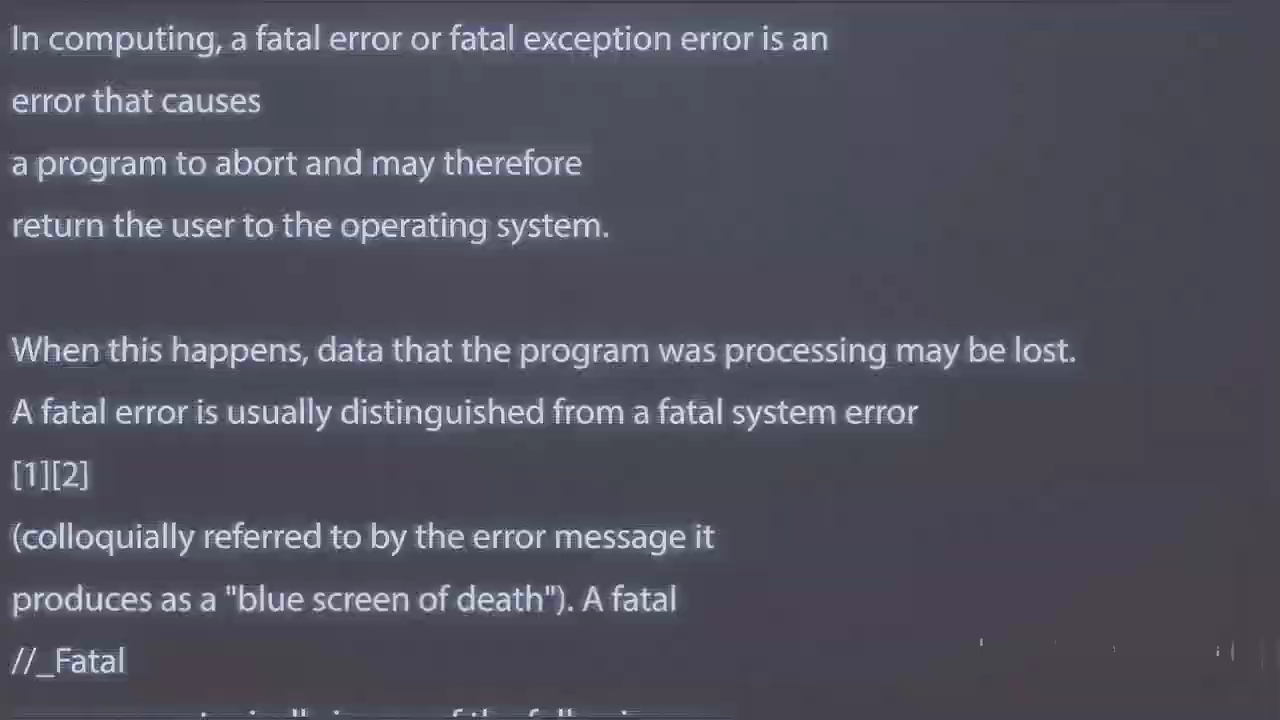 In computing, a fatal error or fatal exception error is an
error that causes
a program to abort and may therefore
return the user to the operating system.
When this happens, data that the program was processing may be lost.
A fatal error is usually distinguished from a fatal system error
[1][2]
(colloquially referred to by the error message it
produces as a "blue screen of death"). A fatal
//_Fatal